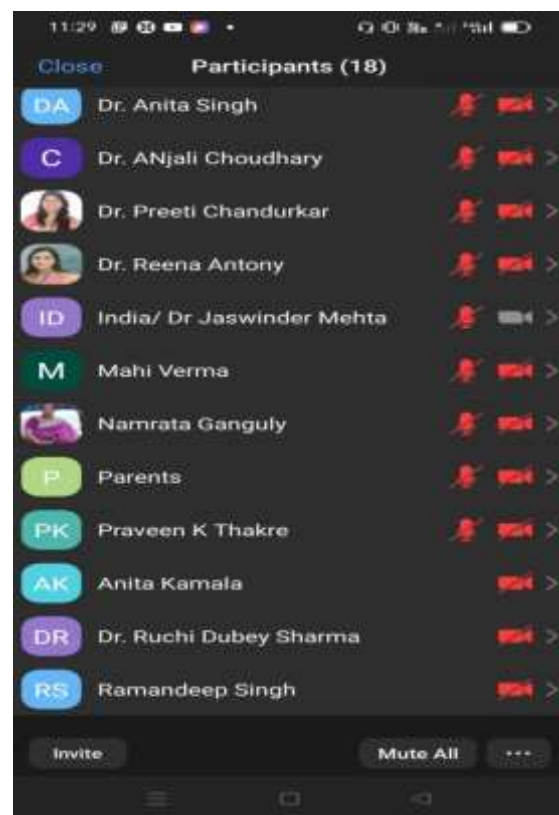 11:29
Close Participants (18)
DA Dr. Anita Singh
C Dr. ANjali Choudhary
Dr. Preeti Chandurkar
Dr. Reena Antony
ID India/ Dr Jaswinder Mehta
M Mahi Verma
Namrata Ganguly
P Parents
PK Praveen K Thakre
AK Anita Kamala
DR Dr. Ruchi Dubey Sharma
RS Ramandeep Singh
Invite Mute All